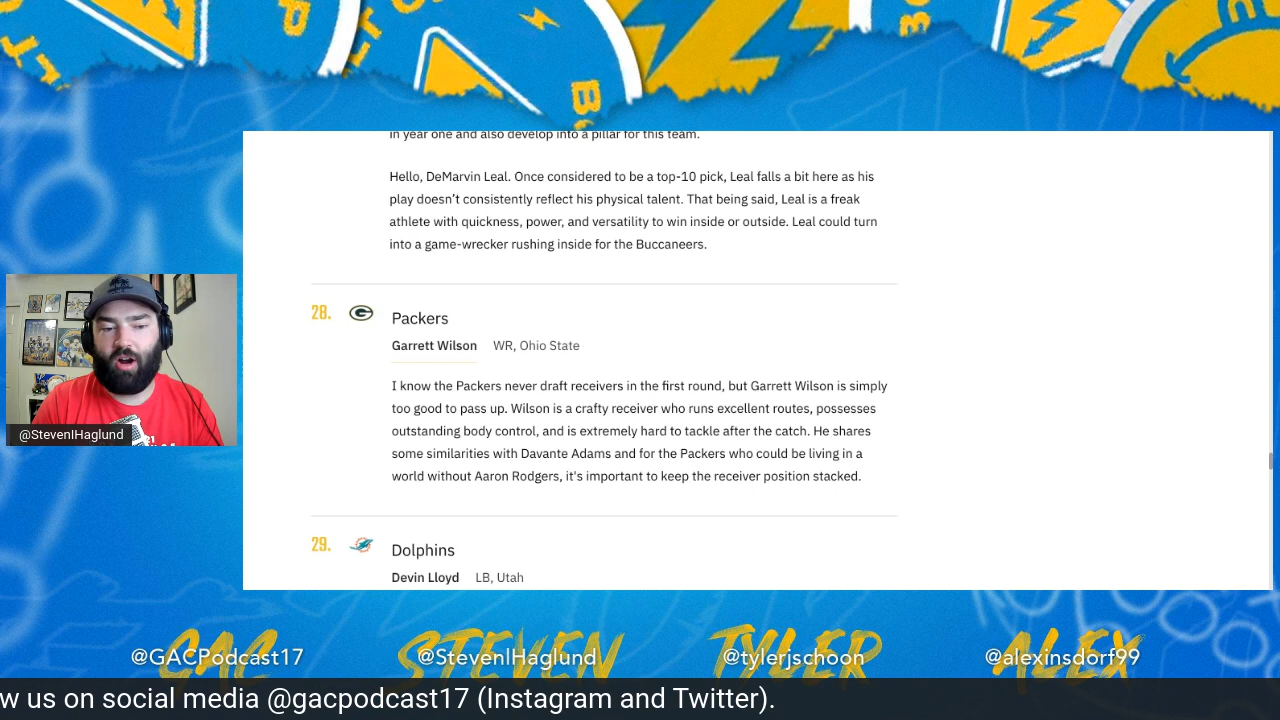 in year one and also develop into a pillar for this team.
Hello, DeMarvin Leal. Once considered to be a top-10 pick, Leal falls a bit here as his
play doesn't consistently reflect his physical talent. That being said, Leal is a freak
athlete with quickness, power, and versatility to win inside or outside. Leal could turn
into a game-wrecker rushing inside for the Buccaneers.
28.
Packers
Garrett Wilson WR, Ohio State
I know the Packers never draft receivers in the first round, but Garrett Wilson is simply
too good to pass up. Wilson is a crafty receiver who runs excellent routes, possesses
outstanding body control, and is extremely hard to tackle after the catch. He shares
some similarities with Davante Adams and for the Packers who could be living in a
world without Aaron Rodgers, it's important to keep the receiver position stacked.
29.
Dolphins
Devin Lloyd LB, Utah
@StevenIHaglund
GAC STEVEN TYLER ALEX
@GACPodcast17 @StevenIHaglund @tylerjschoon @alexinsdorf99
w us on social media @gacpodcast17 (Instagram and Twitter).